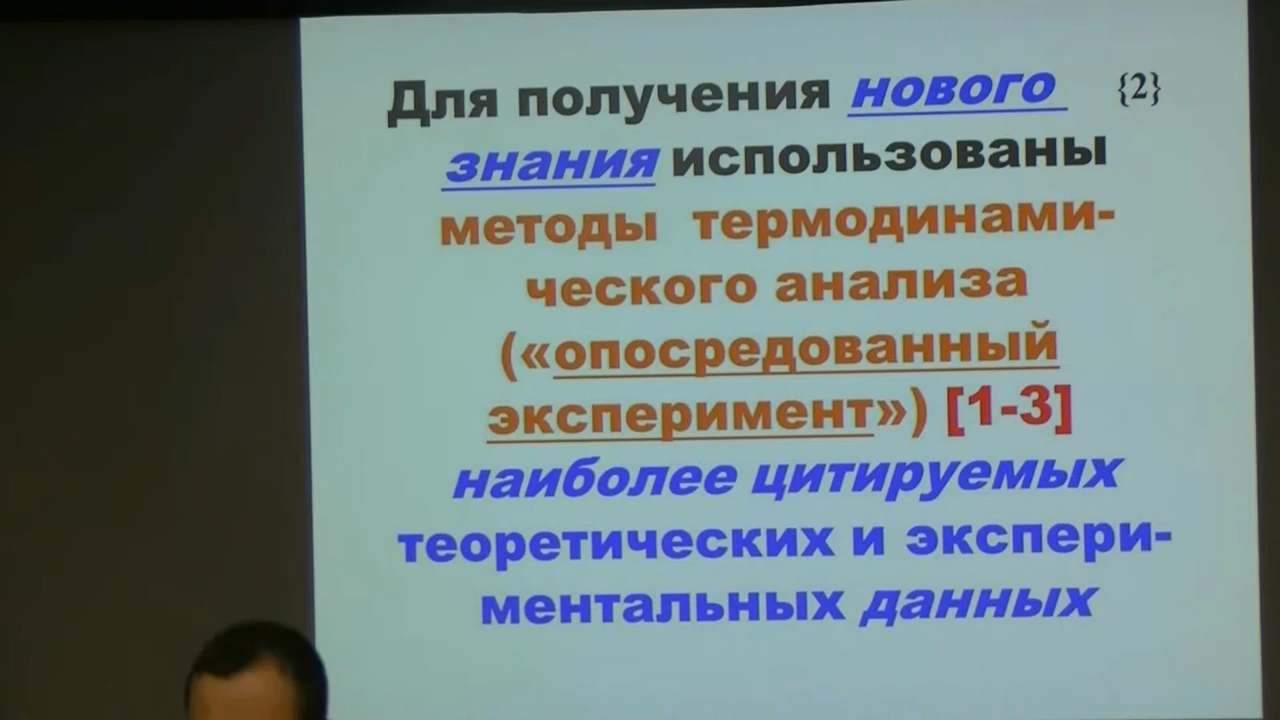 Для получения нового {2}
знания использованы
методы термодинами-
ческого анализа
(«опосредованный
эксперимент») [1-3]
наиболее цитируемых
теоретических и экспери-
ментальных данных